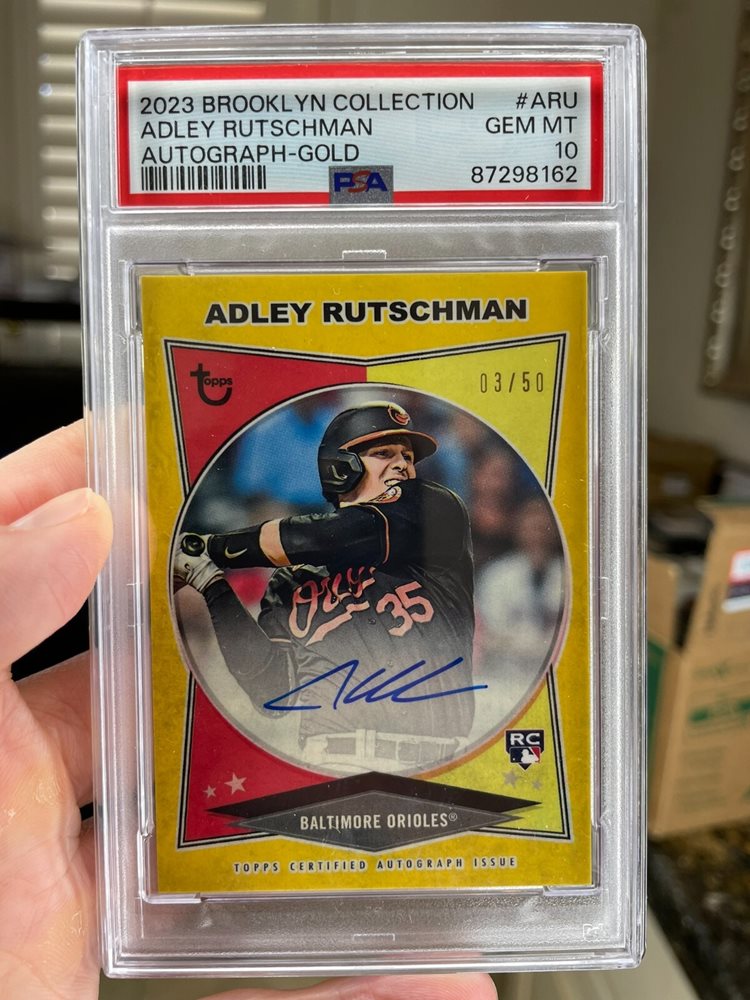 2023 BROOKLYN COLLECTION #ARU
ADLEY RUTSCHMAN GEM MT
AUTOGRAPH-GOLD 10
PSA 87298162
ADLEY RUTSCHMAN
Topps
03/50
35
RC
BALTIMORE ORIOLES®
TOPPS CERTIFIED AUTOGRAPH ISSUE